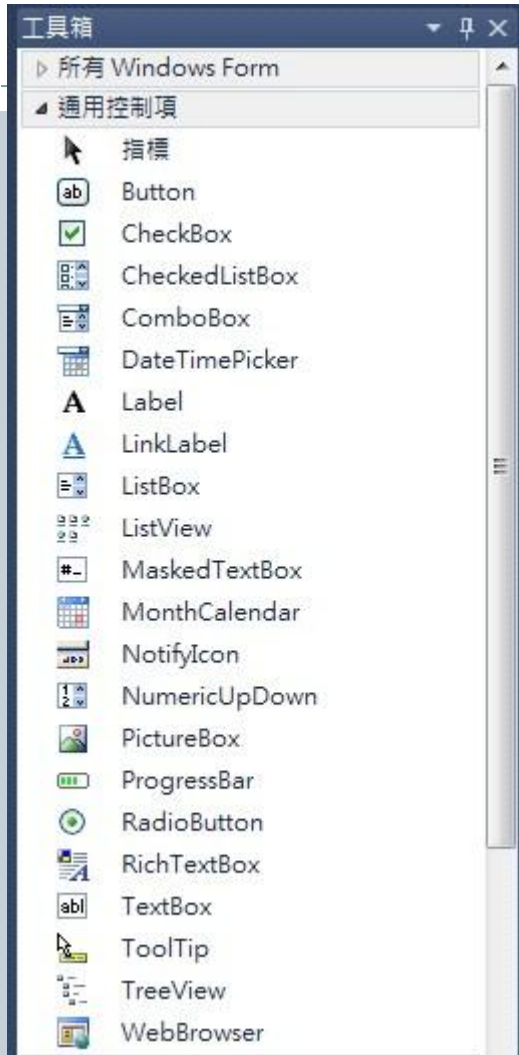 工具箱
所有 Windows Form
通用控制項
指標
Button
CheckBox
CheckedListBox
ComboBox
DateTimePicker
Label
LinkLabel
ListBox
ListView
MaskedTextBox
MonthCalendar
NotifyIcon
NumericUpDown
PictureBox
ProgressBar
RadioButton
RichTextBox
TextBox
ToolTip
TreeView
WebBrowser